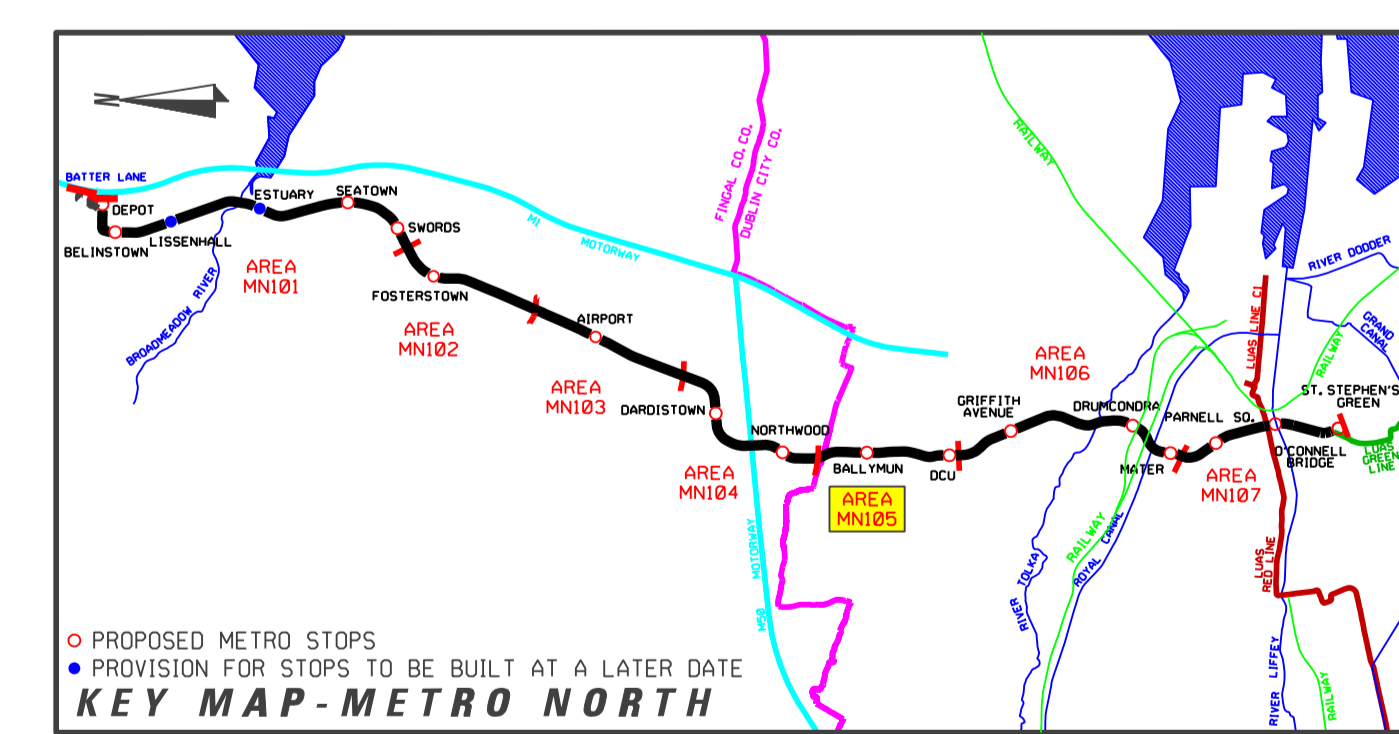 N
BATTER LANE
DEPOT
BELINSTOWN
LISSENHALL
ESTUARY
SEATOWN
SWORDS
BROADMEADOW RIVER
AREA
MN101
FOSTERSTOWN
AREA
MN102
M1
MOTORWAY
FINGAL CO. CO.
DUBLIN CITY CO.
AIRPORT
AREA
MN103
DARDISTOWN
NORTHWOOD
AREA
MN104
MOTORWAY
M50
BALLYMUN
AREA
MN105
DCU
GRIFFITH
AVENUE
AREA
MN106
DRUMCONDRA
MATER
PARNELL SQ.
AREA
MN107
O'CONNELL
BRIDGE
ST. STEPHEN'S
GREEN
LUAS
GREEN
LINE
RAILWAY
LUAS LINE C1
RIVER DODDER
GRAND
CANAL
RAILWAY
RIVER TOLKA
RAILWAY
ROYAL CANAL
LUAS
RED LINE
RIVER LIFFEY
RAILWAY
PROPOSED METRO STOPS
PROVISION FOR STOPS TO BE BUILT AT A LATER DATE
KEY MAP-METRO NORTH